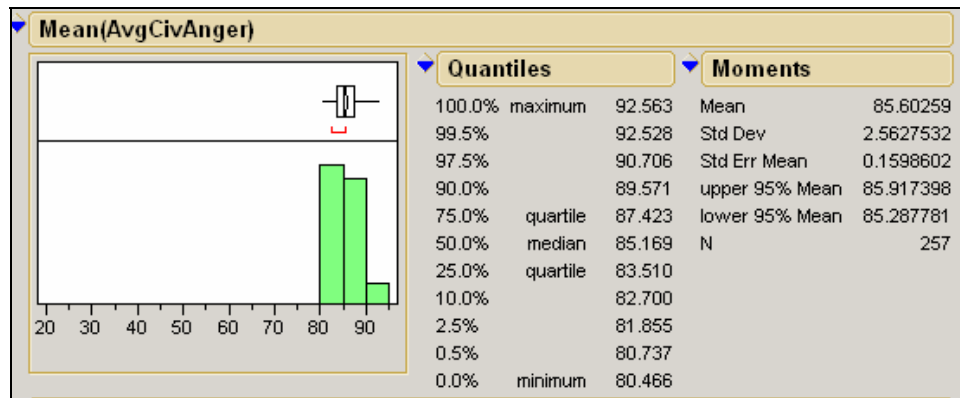 Mean(AvgCivAnger)
20 30 40 50 60 70 80 90
Quantiles
100.0% maximum 92.563
99.5% 92.528
97.5% 90.706
90.0% 89.571
75.0% quartile 87.423
50.0% median 85.169
25.0% quartile 83.510
10.0% 82.700
2.5% 81.855
0.5% 80.737
0.0% minimum 80.466
Moments
Mean 85.60259
Std Dev 2.5627532
Std Err Mean 0.1598602
upper 95% Mean 85.917398
lower 95% Mean 85.287781
N 257